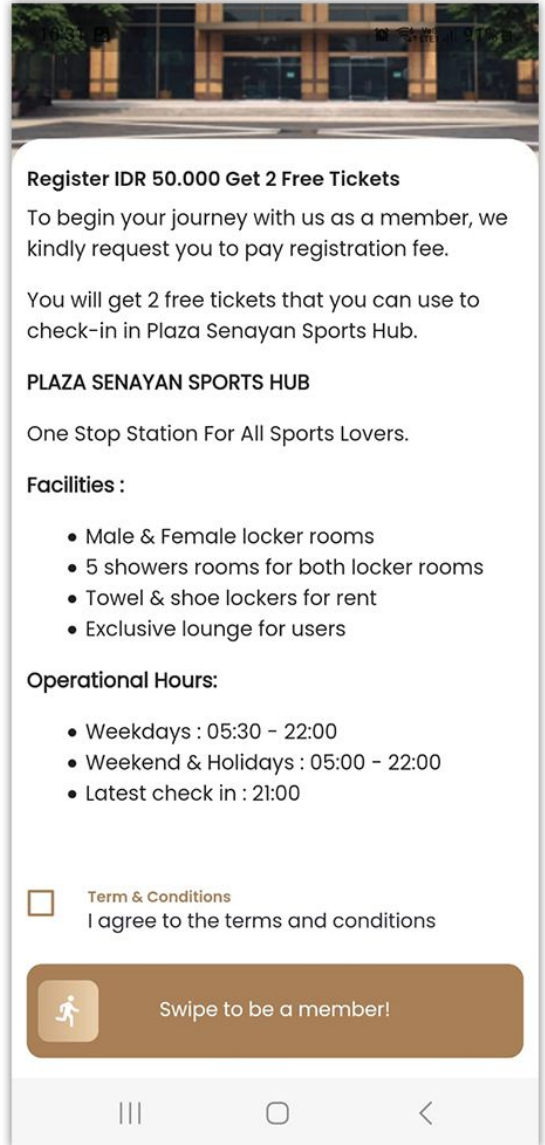 16:31
91%
Register IDR 50.000 Get 2 Free Tickets
To begin your journey with us as a member, we
kindly request you to pay registration fee.
You will get 2 free tickets that you can use to
check-in in Plaza Senayan Sports Hub.
PLAZA SENAYAN SPORTS HUB
One Stop Station For All Sports Lovers.
Facilities :
• Male & Female locker rooms
• 5 showers rooms for both locker rooms
• Towel & shoe lockers for rent
• Exclusive lounge for users
Operational Hours:
• Weekdays : 05:30 - 22:00
• Weekend & Holidays : 05:00 - 22:00
• Latest check in : 21:00
Term & Conditions
I agree to the terms and conditions
Swipe to be a member!